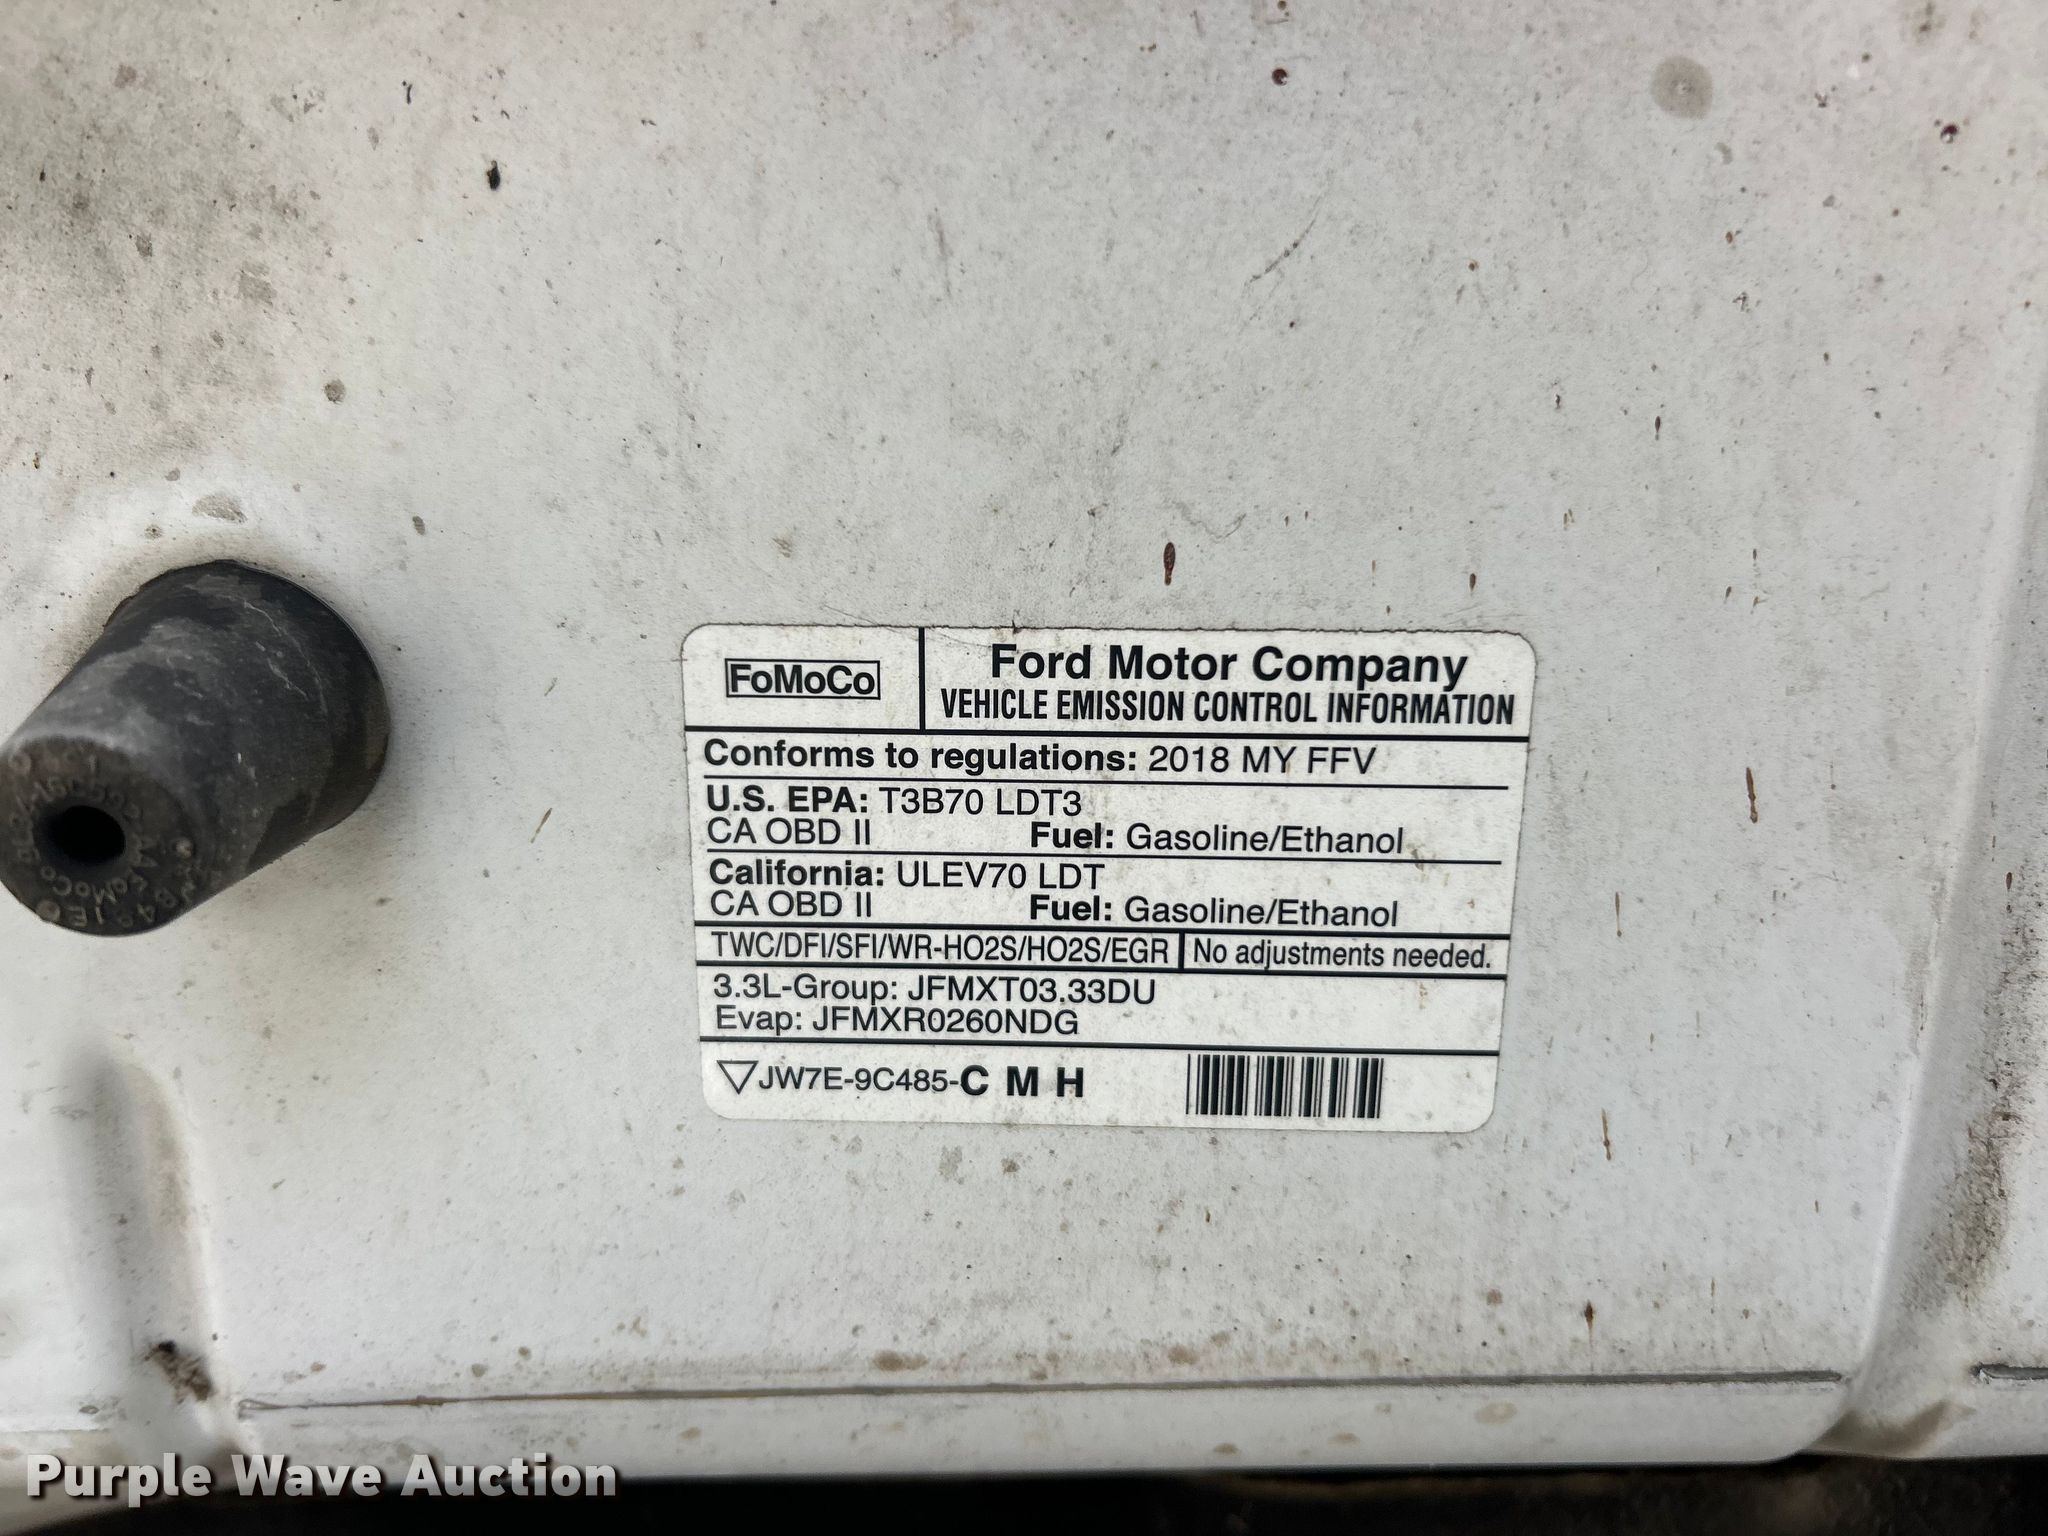 FoMoCo
Ford Motor Company
VEHICLE EMISSION CONTROL INFORMATION
Conforms to regulations: 2018 MY FFV
U.S. EPA: T3B70 LDT3
CA OBD II Fuel: Gasoline/Ethanol
California: ULEV70 LDT
CA OBD II Fuel: Gasoline/Ethanol
TWC/DFI/SFI/WR-HO2S/HO2S/EGR No adjustments needed.
3.3L-Group: JFMXT03.33DU
Evap: JFMXR0260NDG
JW7E-9C485-C M H
FoMoCo
Purple Wave Auction